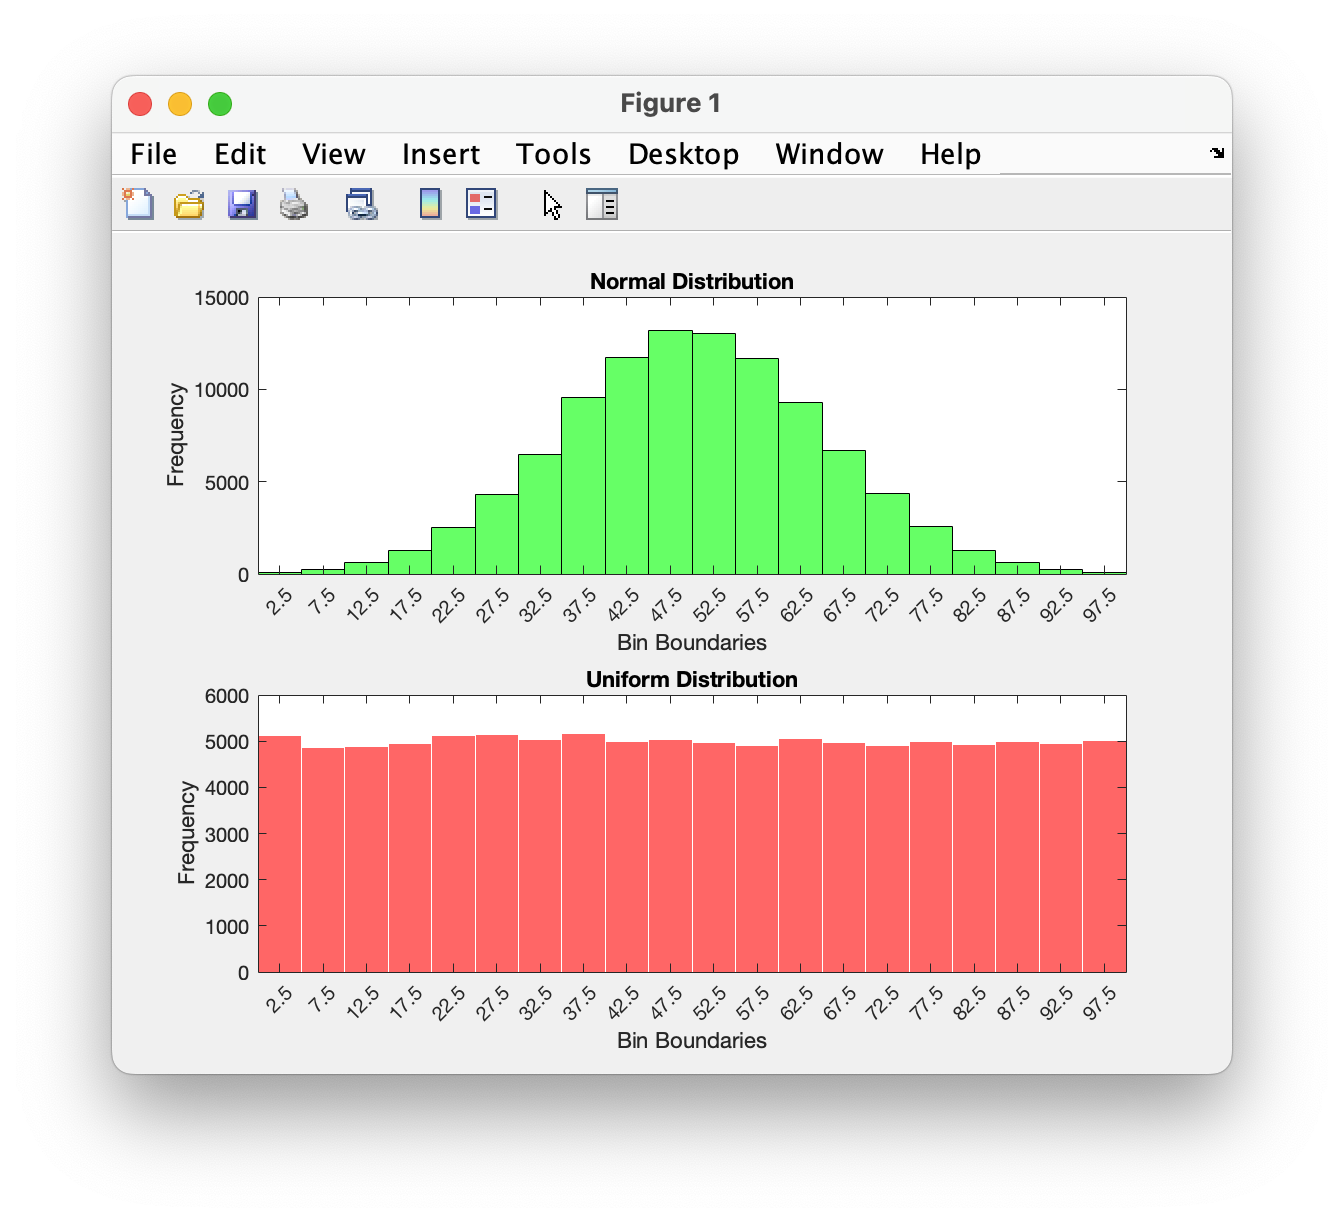 Figure 1
File Edit View Insert Tools Desktop Window Help
Normal Distribution
15000
10000
5000
0
Frequency
2.5 7.5 12.5 17.5 22.5 27.5 32.5 37.5 42.5 47.5 52.5 57.5 62.5 67.5 72.5 77.5 82.5 87.5 92.5 97.5
Bin Boundaries
Uniform Distribution
6000
5000
4000
3000
2000
1000
0
Frequency
2.5 7.5 12.5 17.5 22.5 27.5 32.5 37.5 42.5 47.5 52.5 57.5 62.5 67.5 72.5 77.5 82.5 87.5 92.5 97.5
Bin Boundaries